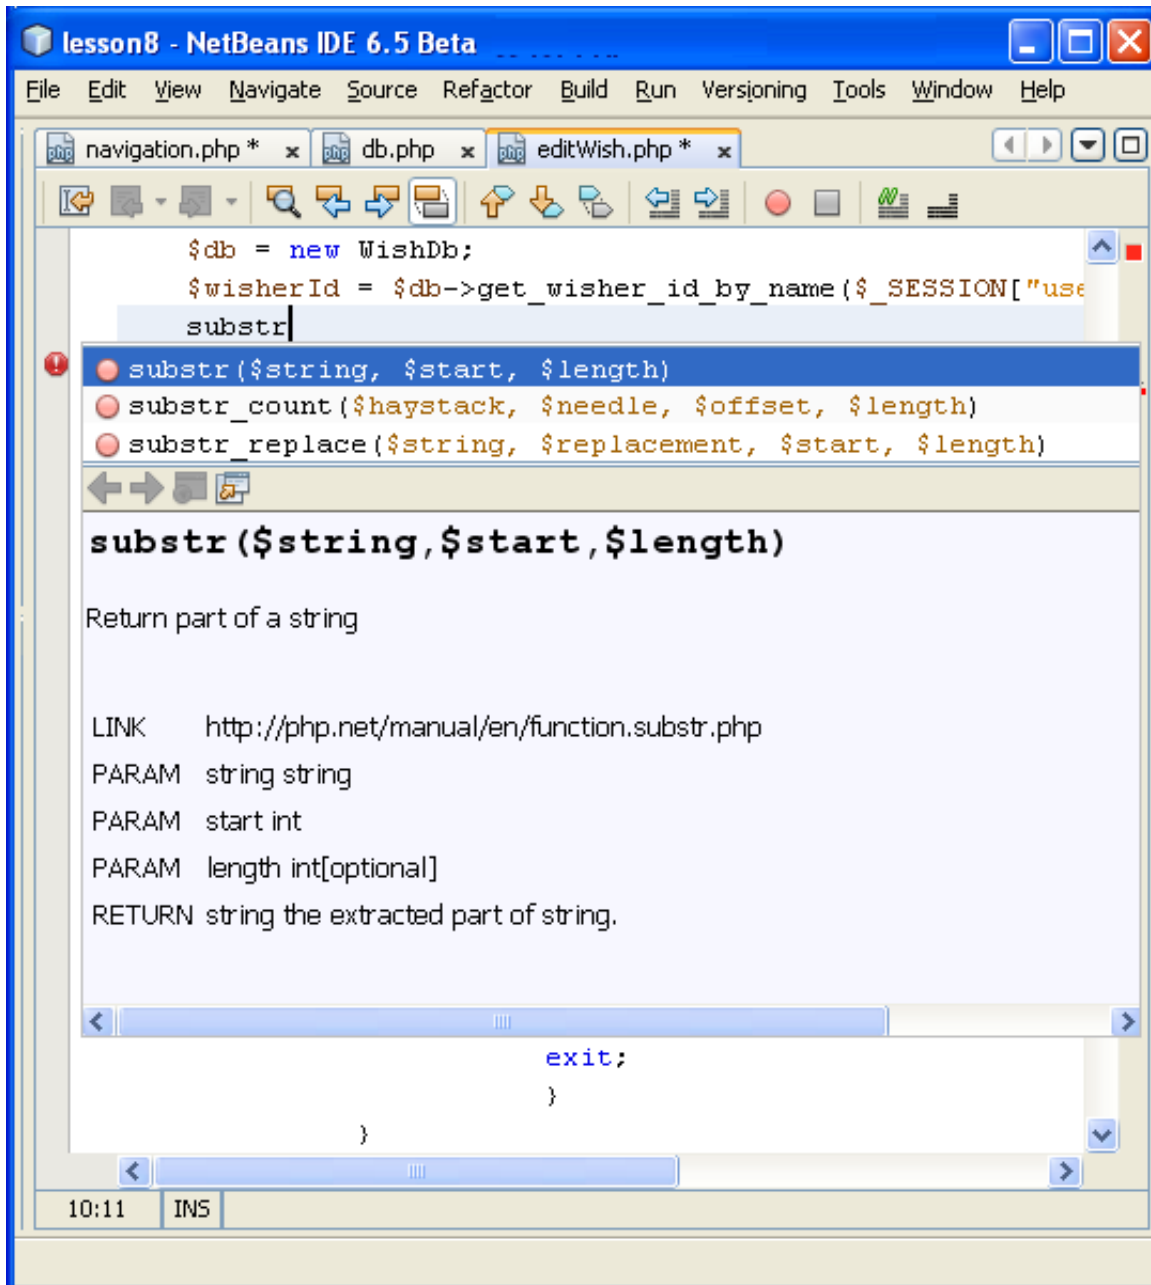 lesson8 - NetBeans IDE 6.5 Beta
File Edit View Navigate Source Refactor Build Run Versioning Tools Window Help
navigation.php * x db.php x editWish.php * x
$db = new WishDb;
$wisherId = $db->get_wisher_id_by_name($_SESSION["use
substr
substr($string, $start, $length)
substr_count($haystack, $needle, $offset, $length)
substr_replace($string, $replacement, $start, $length)
substr($string,$start,$length)
Return part of a string
LINK http://php.net/manual/en/function.substr.php
PARAM string string
PARAM start int
PARAM length int[optional]
RETURN string the extracted part of string.
exit;
}
}
10:11 INS